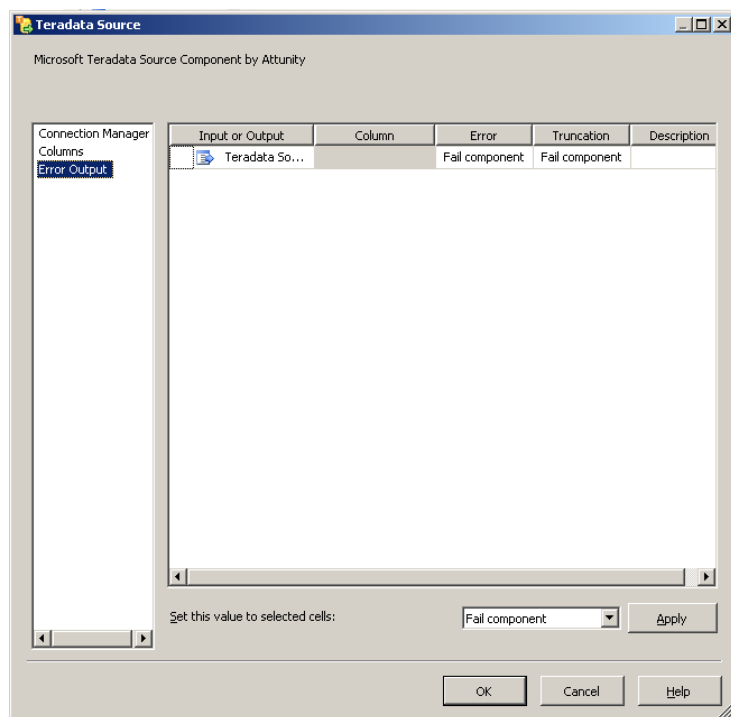 Teradata Source
Microsoft Teradata Source Component by Attunity
Connection Manager
Columns
Error Output
Input or Output Column Error Truncation Description
Teradata So... Fail component Fail component
Set this value to selected cells: Fail component Apply
OK Cancel Help